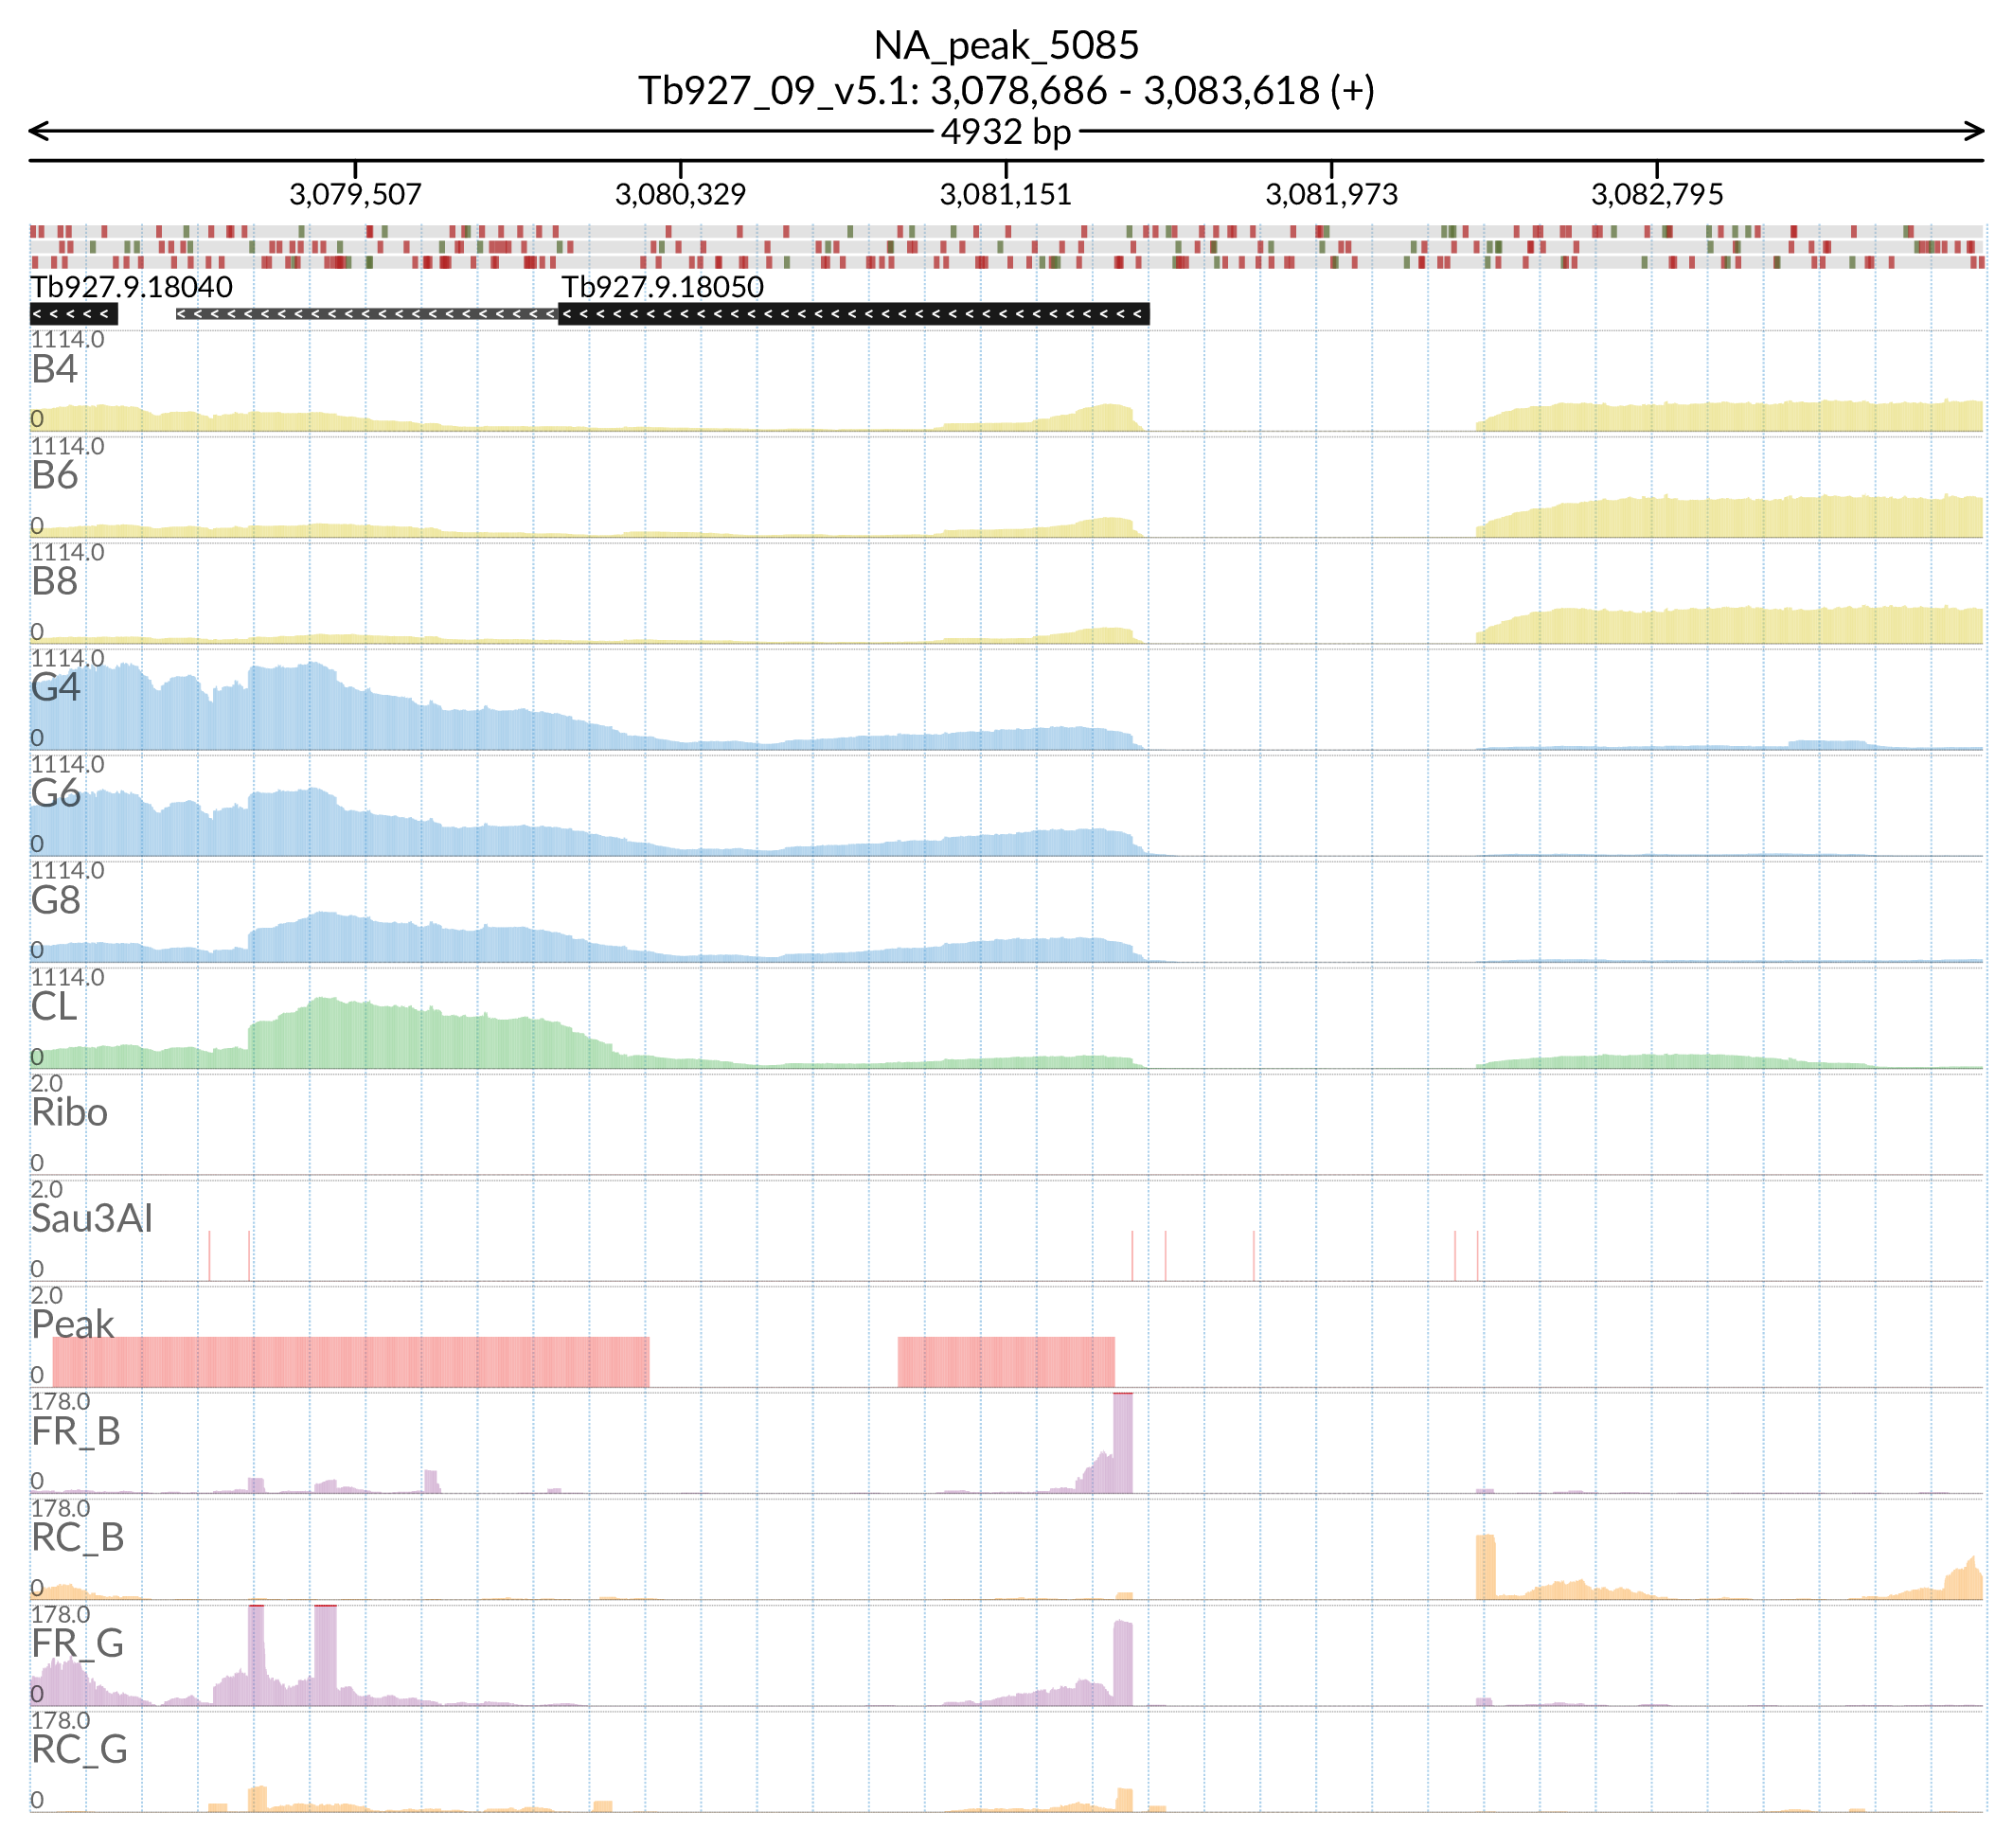 NA_peak_5085
Tb927_09_v5.1: 3,078,686 - 3,083,618 (+)
4932 bp
3,079,507 3,080,329 3,081,151 3,081,973 3,082,795
Tb927.9.18040 Tb927.9.18050
1114.0
B4
0
1114.0
B6
0
1114.0
B8
0
1114.0
G4
0
1114.0
G6
0
1114.0
G8
0
1114.0
CL
0
2.0
Ribo
0
2.0
Sau3AI
0
2.0
Peak
0
178.0
FR_B
0
178.0
RC_B
0
178.0
FR_G
0
178.0
RC_G
0